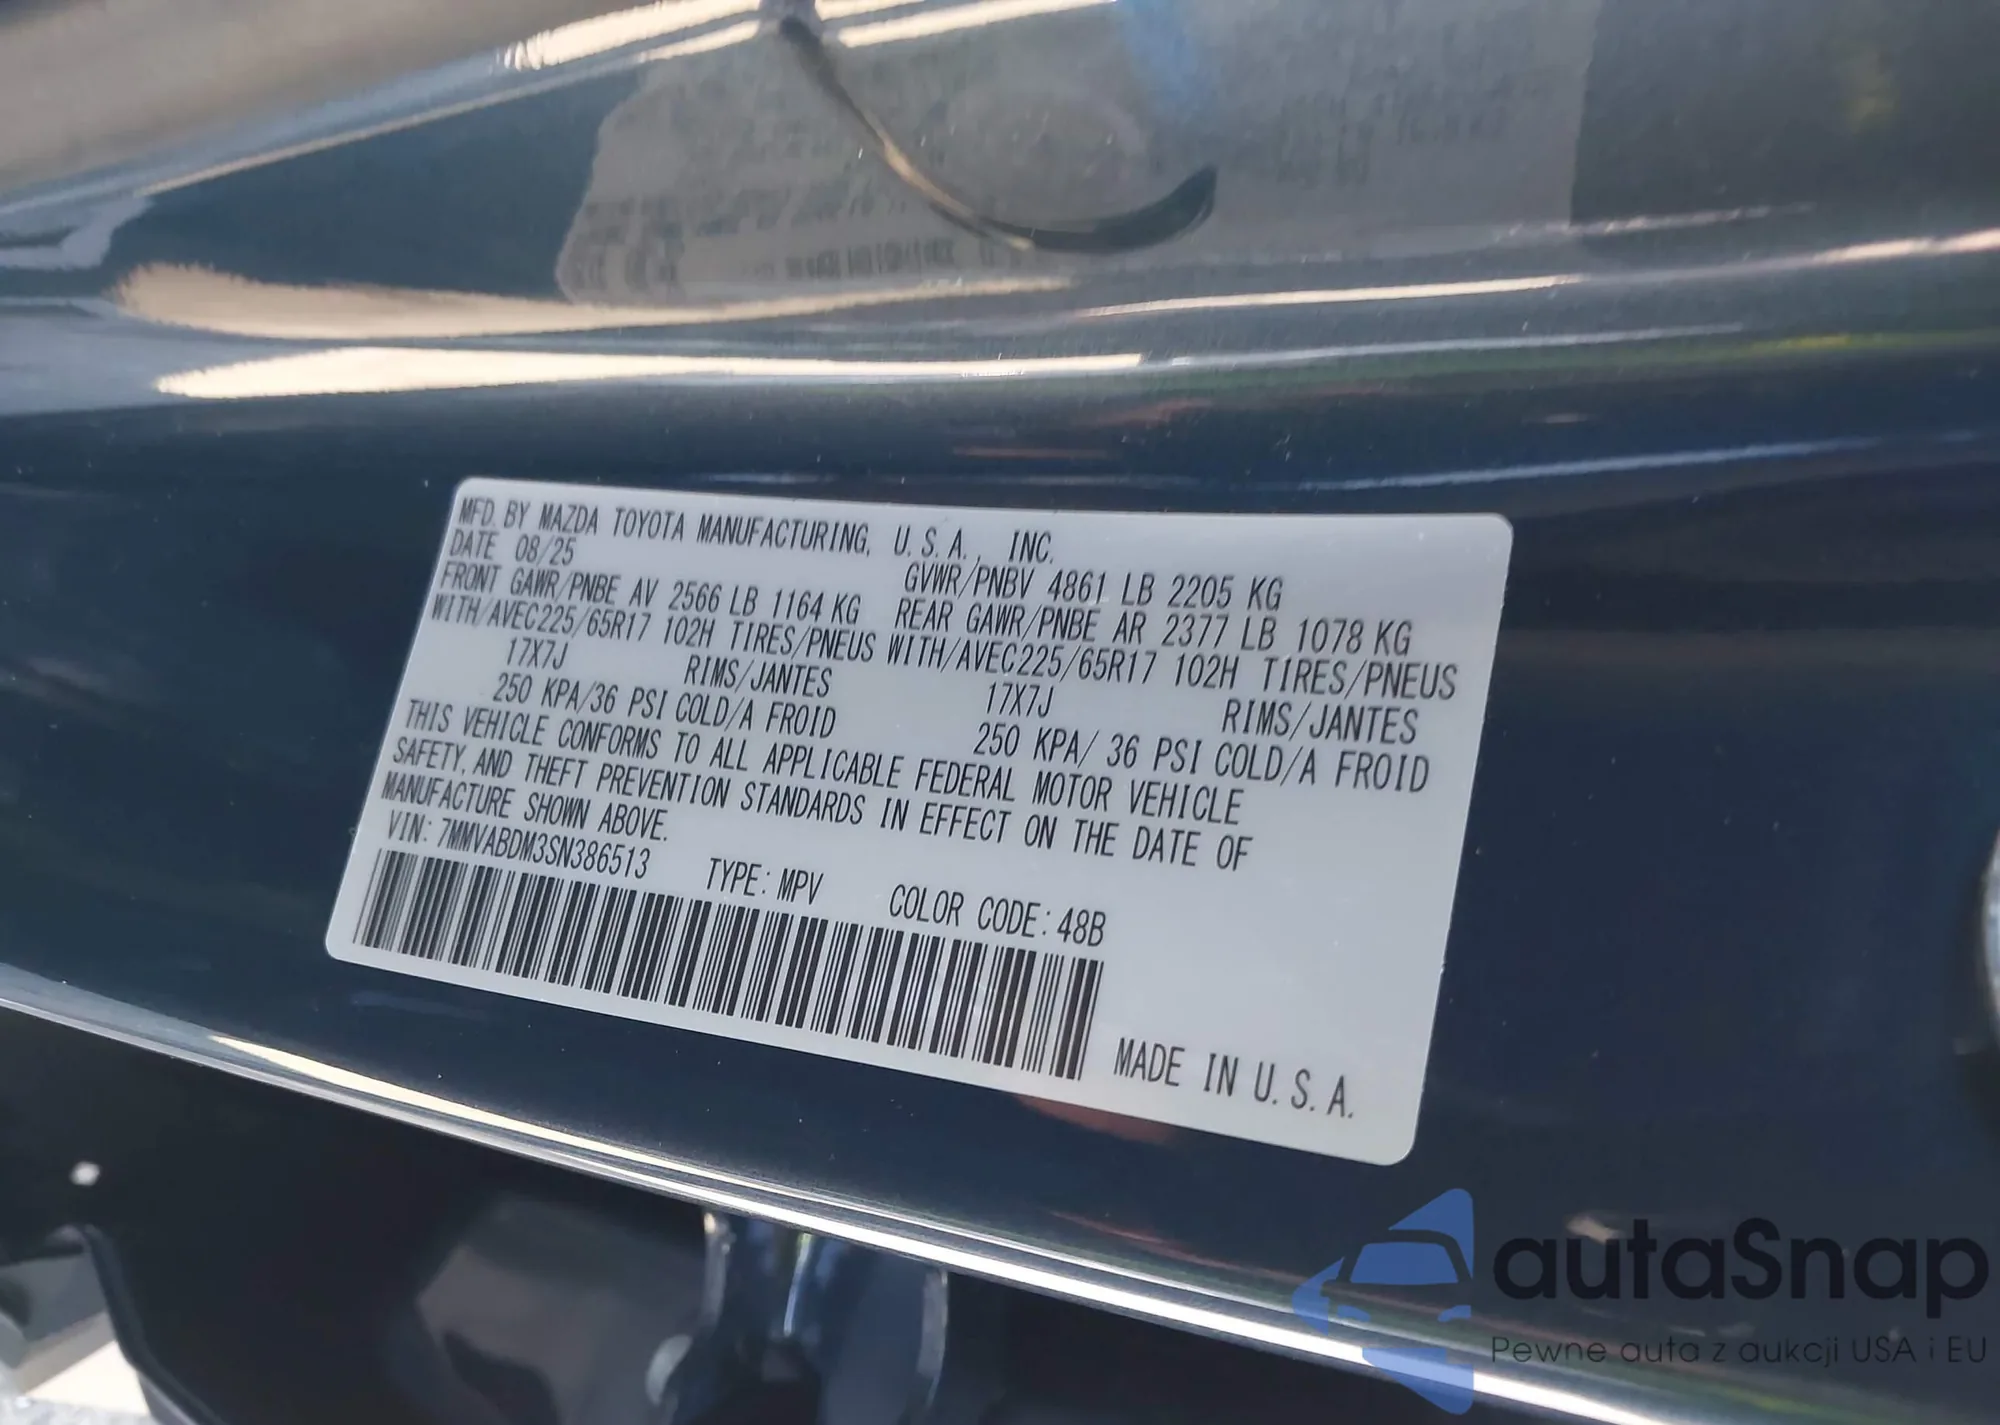 MFD. BY MAZDA TOYOTA MANUFACTURING, U.S.A., INC.
DATE 08/25 GVWR/PNBV 4861 LB 2205 KG
FRONT GAWR/PNBE AV 2566 LB 1164 KG REAR GAWR/PNBE AR 2377 LB 1078 KG
WITH/AVEC225/65R17 102H TIRES/PNEUS WITH/AVEC225/65R17 102H TIRES/PNEUS
17X7J RIMS/JANTES 17X7J RIMS/JANTES
250 KPA/36 PSI COLD/A FROID 250 KPA/ 36 PSI COLD/A FROID
THIS VEHICLE CONFORMS TO ALL APPLICABLE FEDERAL MOTOR VEHICLE
SAFETY, AND THEFT PREVENTION STANDARDS IN EFFECT ON THE DATE OF
MANUFACTURE SHOWN ABOVE.
VIN: 7MMVABDM3SN386513 TYPE: MPV COLOR CODE: 48B
MADE IN U.S.A.
autaSnap
Pewne auta z aukcji USA i EU